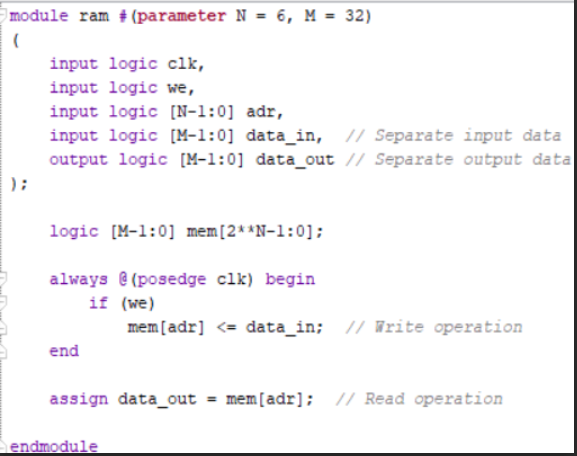 module ram #(parameter N = 6, M = 32)
(
    input logic clk,
    input logic we,
    input logic [N-1:0] adr,
    input logic [M-1:0] data_in,  // Separate input data
    output logic [M-1:0] data_out // Separate output data
);
    logic [M-1:0] mem[2**N-1:0];
    always @(posedge clk) begin
        if (we)
            mem[adr] <= data_in;  // Write operation
    end
    assign data_out = mem[adr];  // Read operation
endmodule